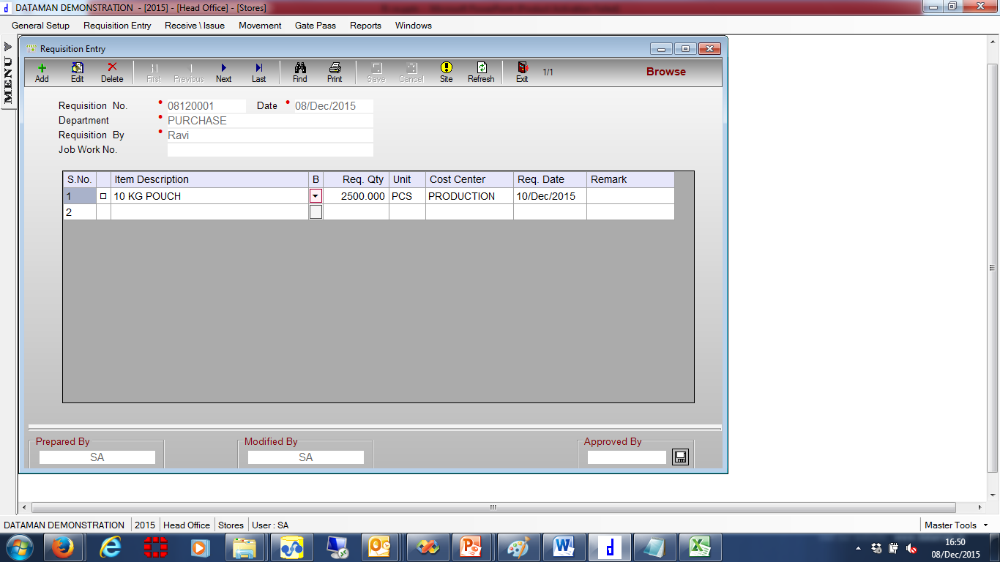 DATAMAN DEMONSTRATION - [2015] - [Head Office] - [Stores]
General Setup Requisition Entry Receive \ Issue Movement Gate Pass Reports Windows
MENU
Requisition Entry
Add Edit Delete First Previous Next Last Find Print Save Cancel Site Refresh Exit 1/1 Browse
Requisition No. 08120001 Date 08/Dec/2015
Department PURCHASE
Requisition By Ravi
Job Work No.
S.No. Item Description B Req. Qty Unit Cost Center Req. Date Remark
1 10 KG POUCH 2500.000 PCS PRODUCTION 10/Dec/2015
2
Prepared By Modified By Approved By
SA SA
DATAMAN DEMONSTRATION 2015 Head Office Stores User : SA Master Tools
16:50
08/Dec/2015